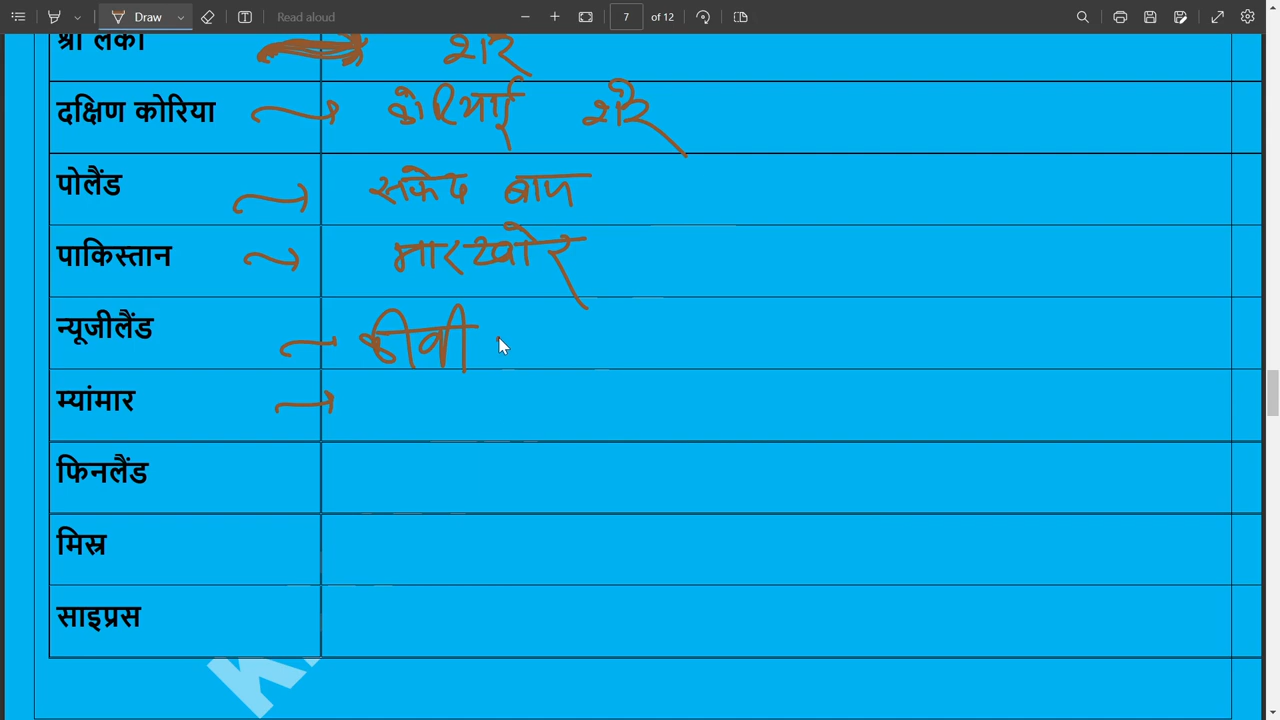 Draw
Read aloud
7 of 12
श्री लंका शेर
दक्षिण कोरिया कोरियाई शेर
पोलैंड सफेद बाज
पाकिस्तान मारखोर
न्यूजीलैंड कीवी
म्यांमार
फिनलैंड
मिस्र
साइप्रस